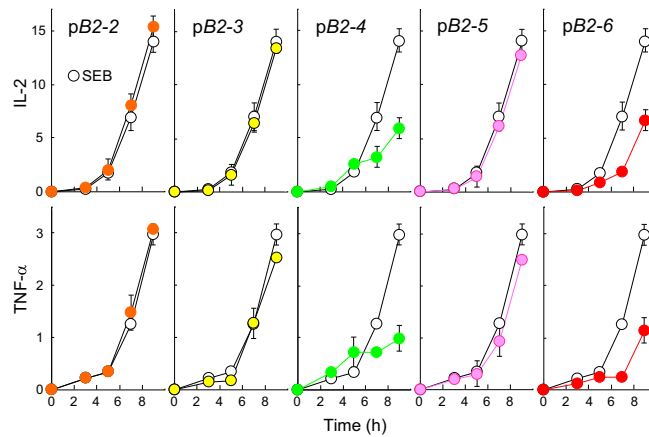 pB2-2 pB2-3 pB2-4 pB2-5 pB2-6
15
SEB
10
IL-2
5
0
3
2
TNF-α
1
0
0 2 4 6 8 0 2 4 6 8 0 2 4 6 8 0 2 4 6 8 0 2 4 6 8
Time (h)